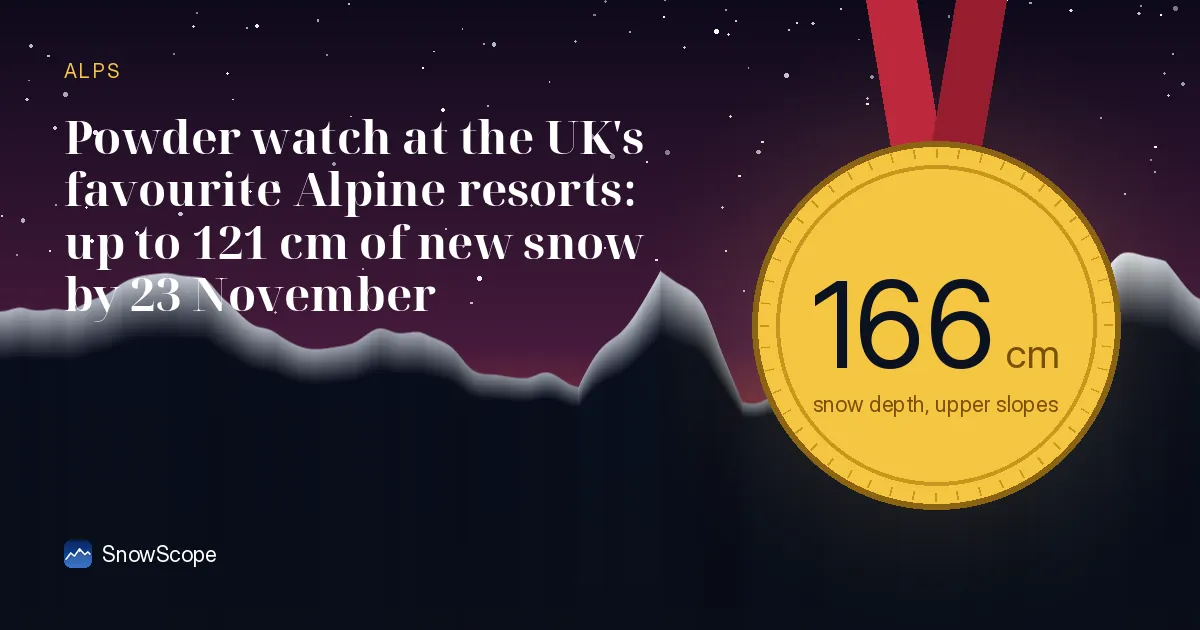 ALPS
Powder watch at the UK's
favourite Alpine resorts:
up to 121 cm of new snow
by 23 November
166 cm
snow depth, upper slopes
SnowScope